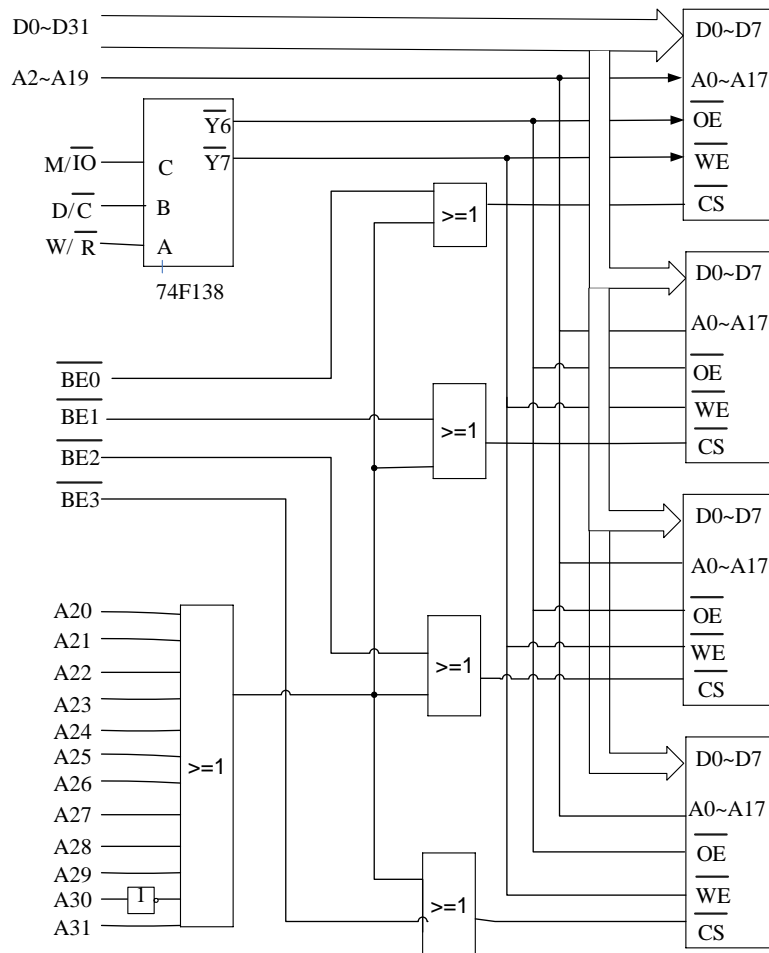 D0~D31
D0~D7
A2~A19
A0~A17
Y6
OE
M/IO
C
Y7
WE
D/C
B
>=1
CS
W/R
A
74F138
D0~D7
A0~A17
BE0
OE
BE1
WE
>=1
CS
BE2
BE3
D0~D7
A0~A17
A20
OE
A21
WE
A22
>=1
CS
A23
A24
A25
>=1
D0~D7
A26
A27
A0~A17
A28
OE
A29
A30
1
WE
>=1
A31
CS